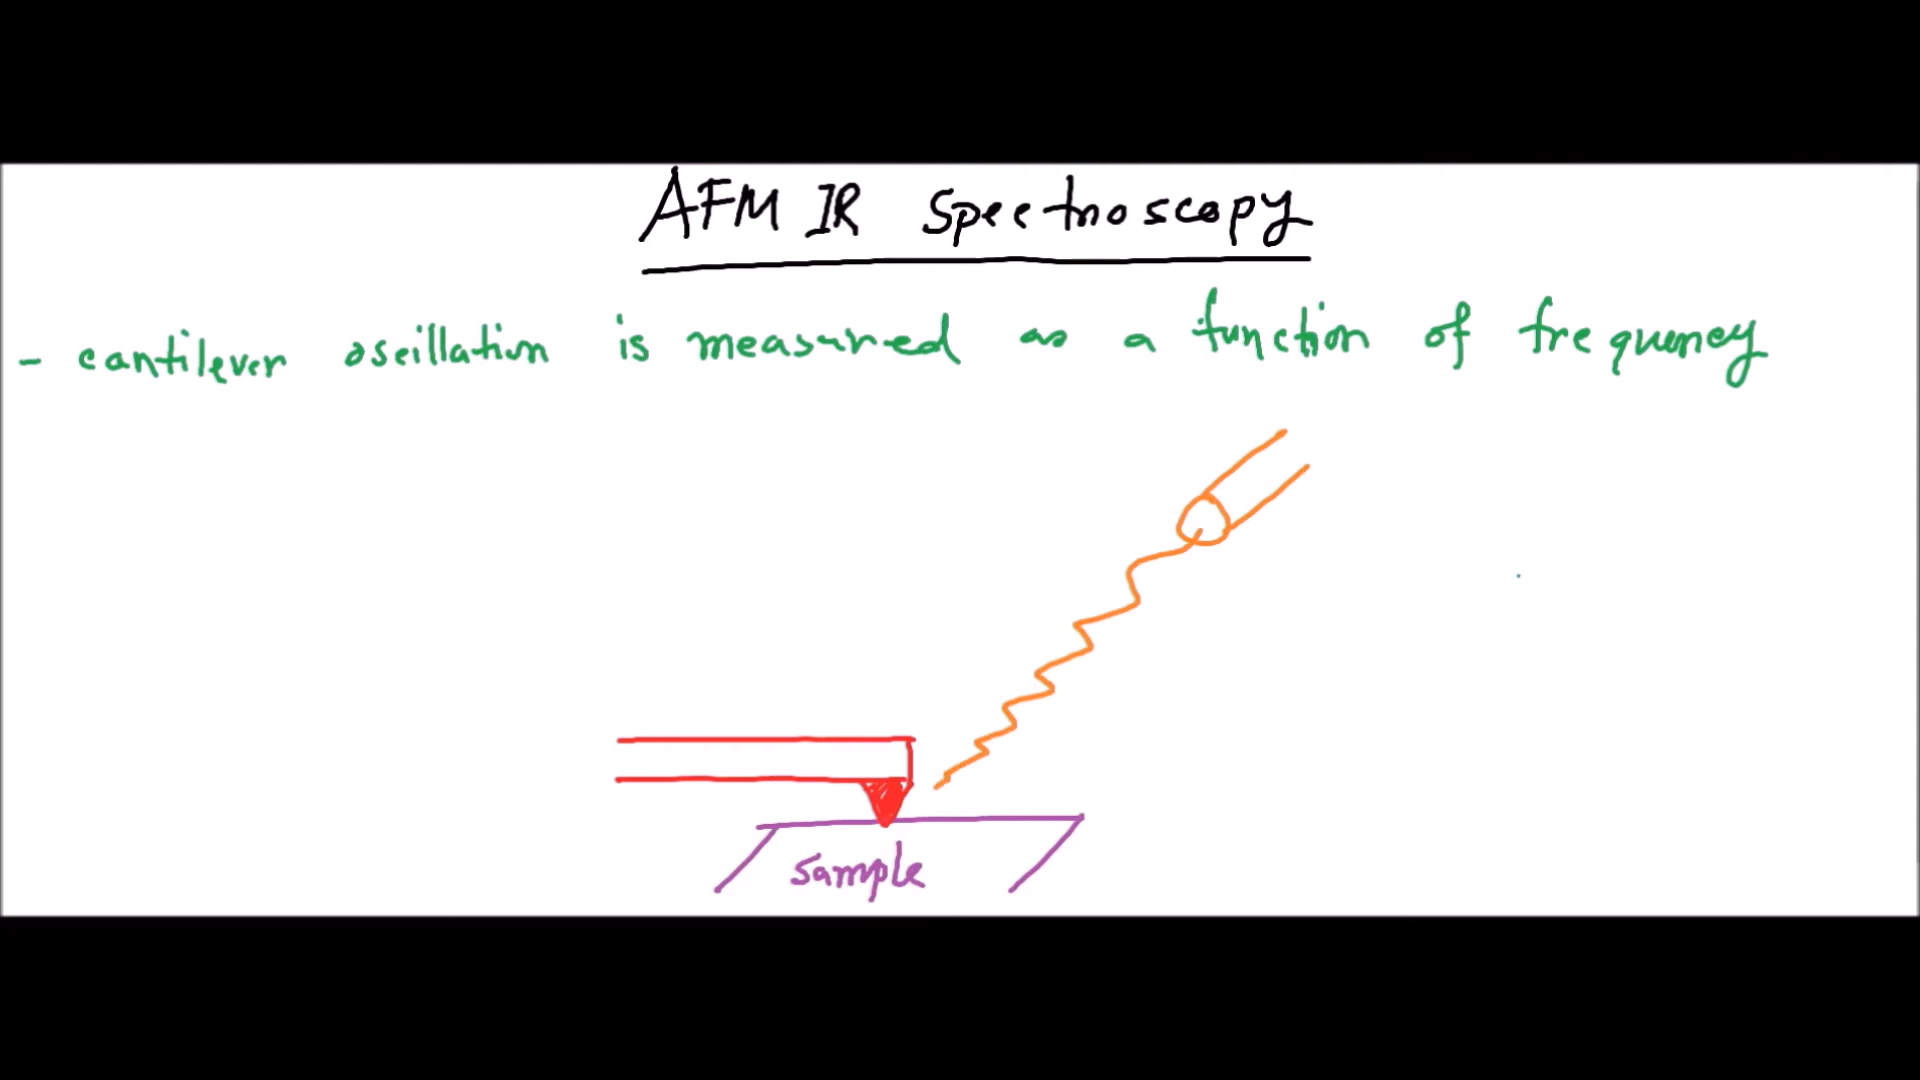 AFM IR Spectroscopy
- cantilever oscillation is measured as a function of frequency
sample